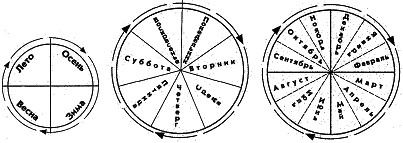 Лето
Осень
Зима
Весна
Понедельник
Вторник
Среда
Четверг
Пятница
Суббота
Воскресенье
Январь
Февраль
Март
Апрель
Май
Июнь
Июль
Август
Сентябрь
Октябрь
Ноябрь
Декабрь